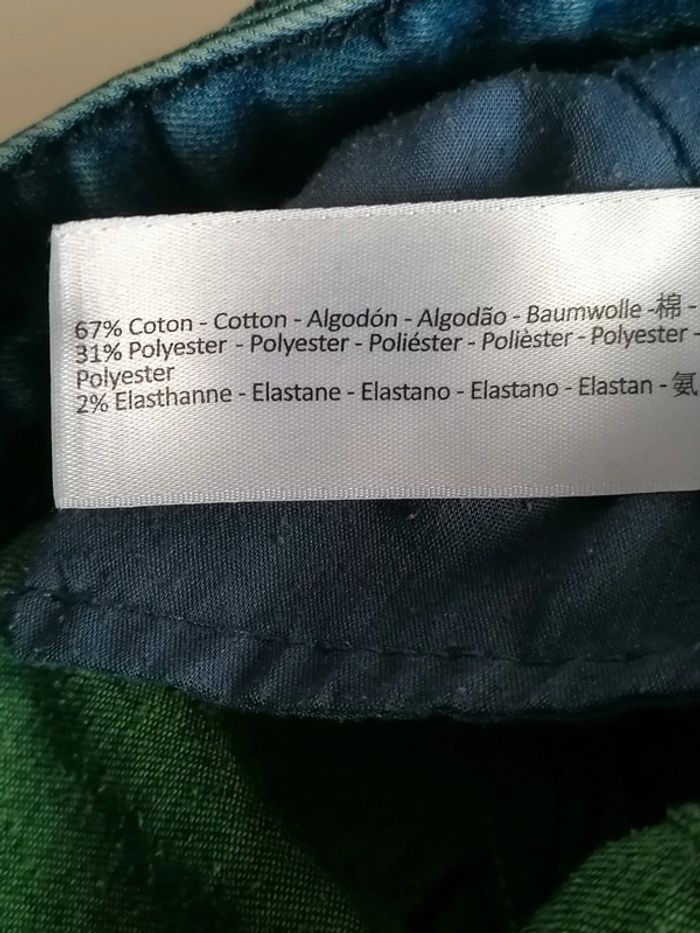 67% Coton - Cotton - Algodón - Algodão - Baumwolle -棉 -
31% Polyester - Polyester - Poliéster - Polièster - Polyester -
Polyester
2% Elasthanne - Elastane - Elastano - Elastano - Elastan - 氨